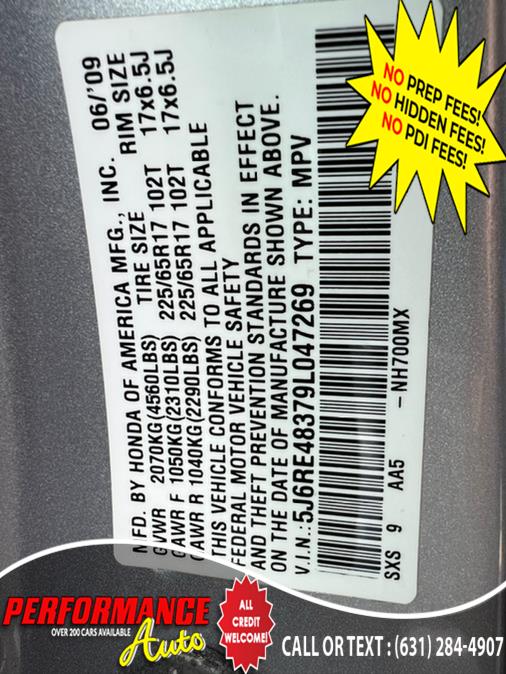 MFD. BY HONDA OF AMERICA MFG., INC. 06/'09
GVWR 2070KG(4560LBS) TIRE SIZE RIM SIZE
GAWR F 1050KG(2310LBS) 225/65R17 102T 17x6.5J
GAWR R 1040KG(2290LBS) 225/65R17 102T 17x6.5J
THIS VEHICLE CONFORMS TO ALL APPLICABLE
FEDERAL MOTOR VEHICLE SAFETY
AND THEFT PREVENTION STANDARDS IN EFFECT
ON THE DATE OF MANUFACTURE SHOWN ABOVE.
V.I.N.:5J6RE48379L047269 TYPE: MPV
SXS 9 AA5 -NH700MX
NO PREP FEES!
NO HIDDEN FEES!
NO PDI FEES!
PERFORMANCE
OVER 200 CARS AVAILABLE
Auto
ALL
CREDIT
WELCOME!
CALL OR TEXT : (631) 284-4907